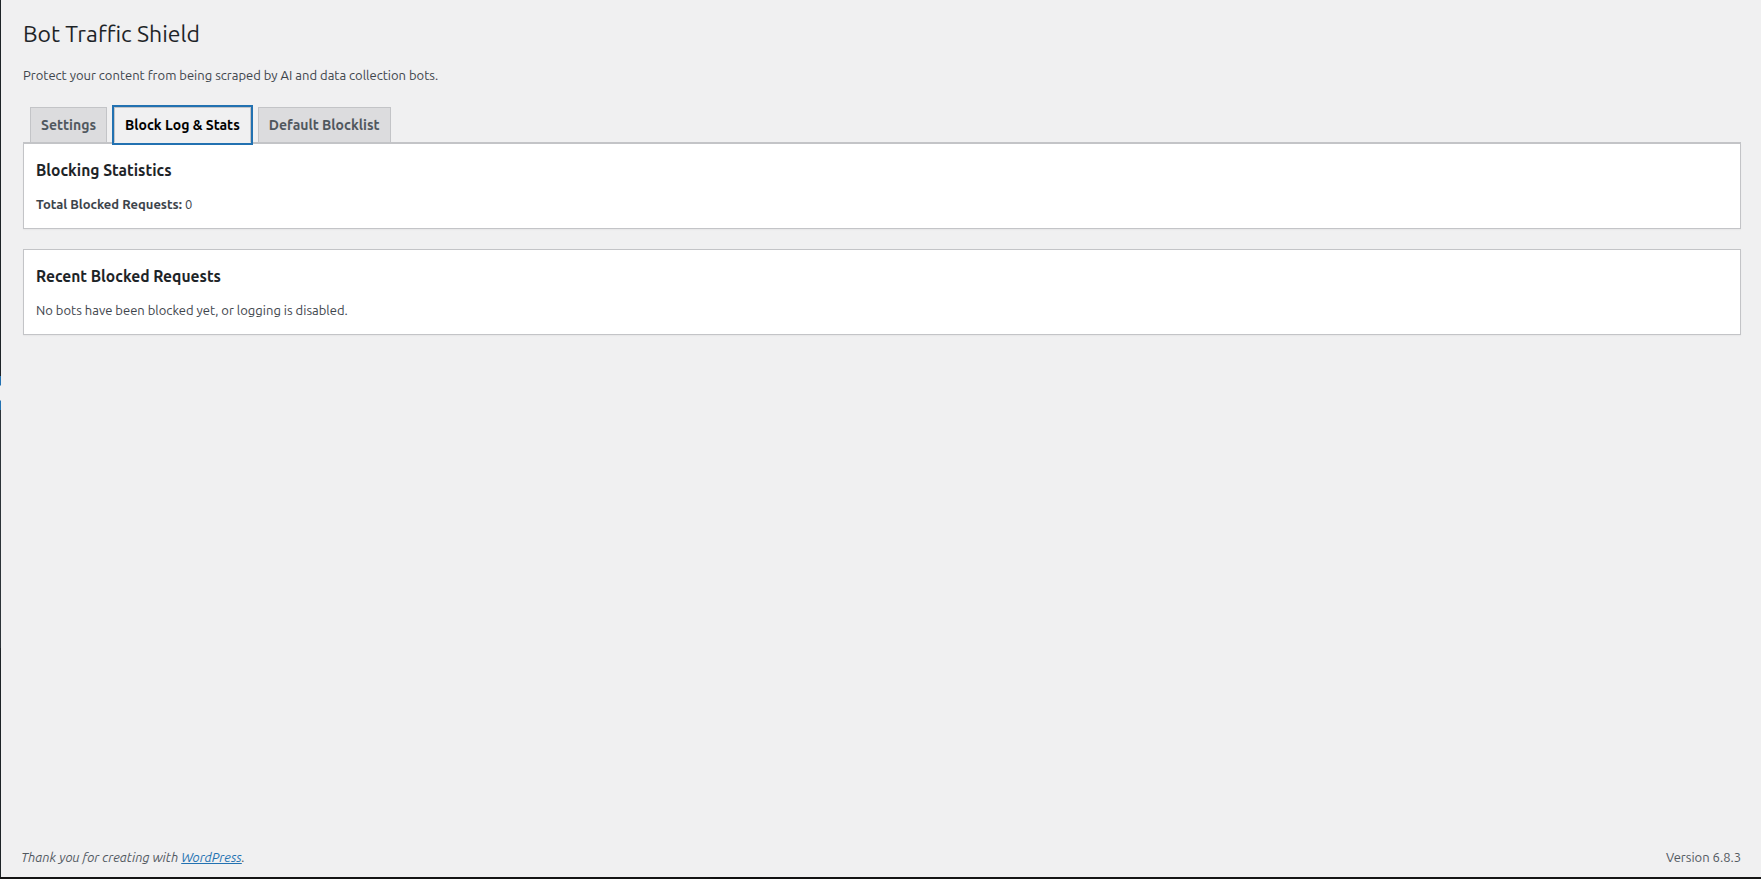 Bot Traffic Shield
Protect your content from being scraped by AI and data collection bots.
Settings
Block Log & Stats
Default Blocklist
Blocking Statistics
Total Blocked Requests: 0
Recent Blocked Requests
No bots have been blocked yet, or logging is disabled.
Thank you for creating with WordPress.
Version 6.8.3